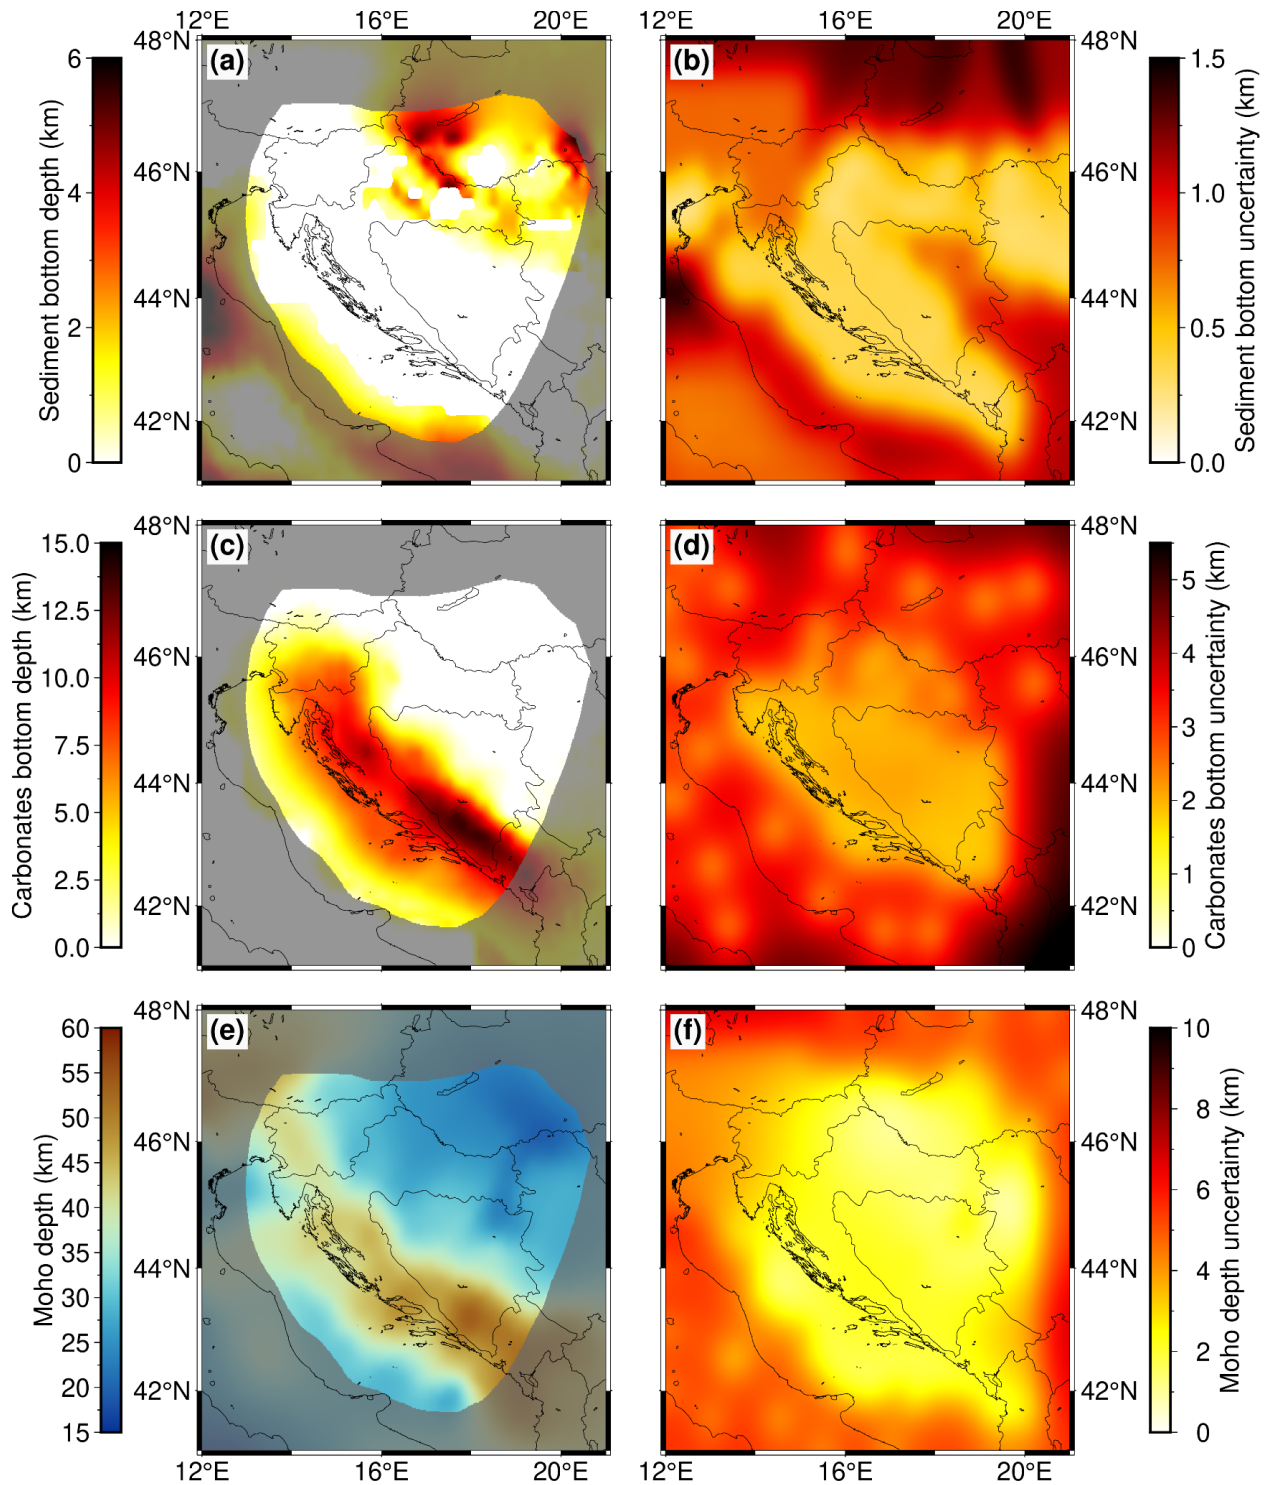 12°E 16°E 20°E 12°E 16°E 20°E
48°N (a) (b) 48°N
46°N 46°N
44°N 44°N
42°N 42°N
6
4
2
0
Sediment bottom depth (km)
1.5
1.0
0.5
0.0
Sediment bottom uncertainty (km)
48°N (c) (d) 48°N
46°N 46°N
44°N 44°N
42°N 42°N
15.0
12.5
10.0
7.5
5.0
2.5
0.0
Carbonates bottom depth (km)
5
4
3
2
1
0
Carbonates bottom uncertainty (km)
48°N (e) (f) 48°N
46°N 46°N
44°N 44°N
42°N 42°N
60
55
50
45
40
35
30
25
20
15
Moho depth (km)
10
8
6
4
2
0
Moho depth uncertainty (km)
12°E 16°E 20°E 12°E 16°E 20°E